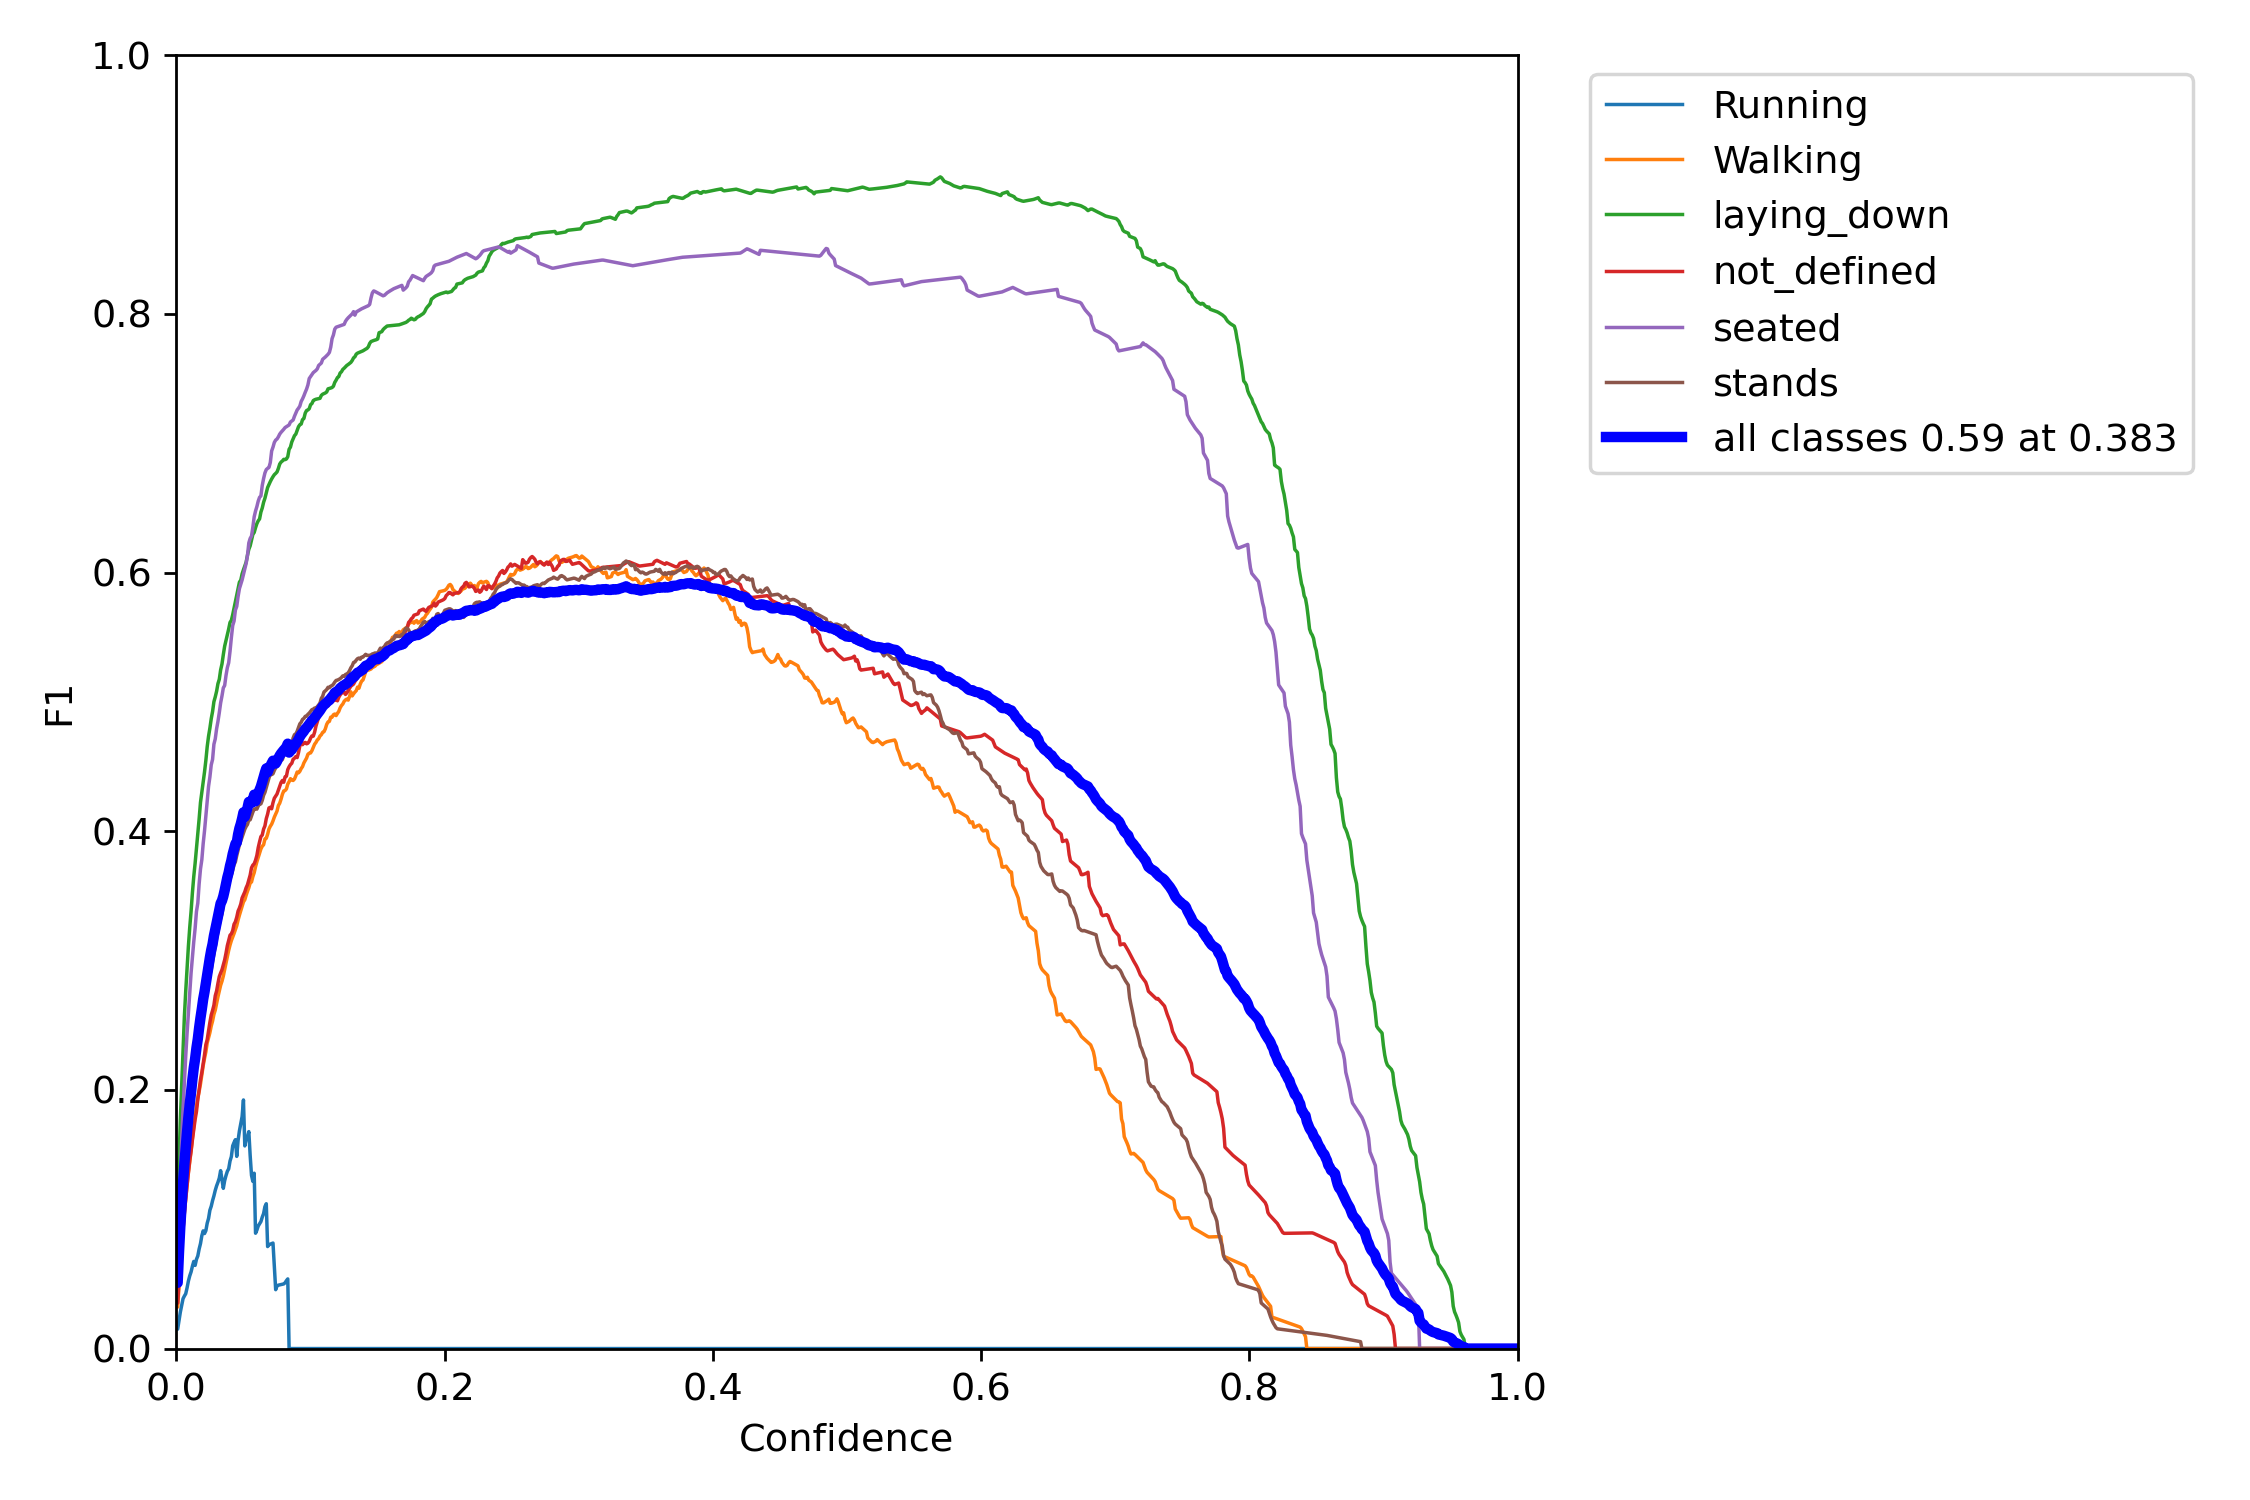 1.0
0.8
0.6
0.4
0.2
0.0
F1
0.0 0.2 0.4 0.6 0.8 1.0
Confidence
Running
Walking
laying_down
not_defined
seated
stands
all classes 0.59 at 0.383